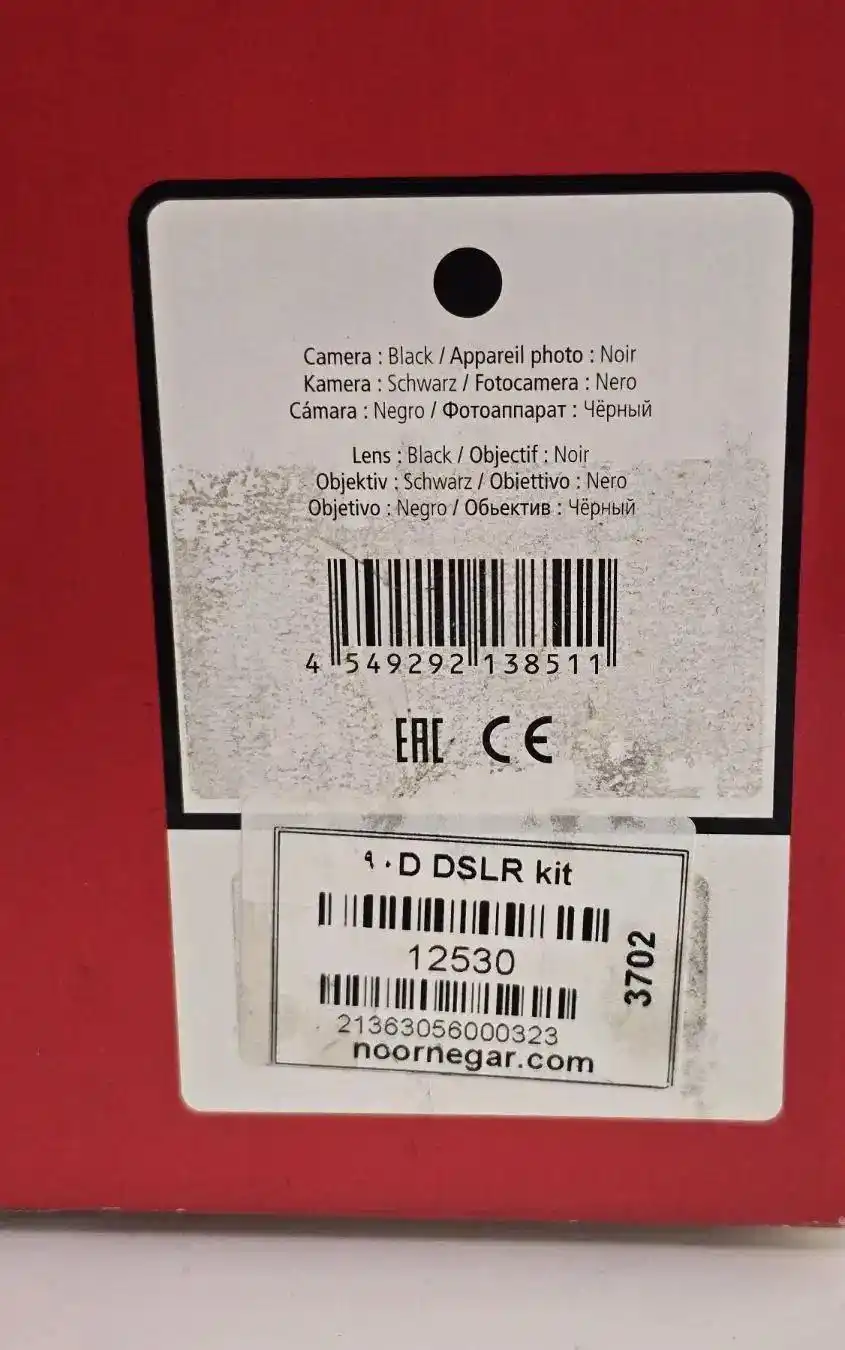 Camera : Black / Appareil photo : Noir
Kamera : Schwarz / Fotocamera : Nero
Cámara : Negro / Фотоаппарат : Чёрный
Lens : Black / Objectif : Noir
Objektiv : Schwarz / Obiettivo : Nero
Objetivo : Negro / Обьектив : Чёрный
4 549292 138511
EAC CE
۹۰D DSLR kit
12530
3702
21363056000323
noornegar.com